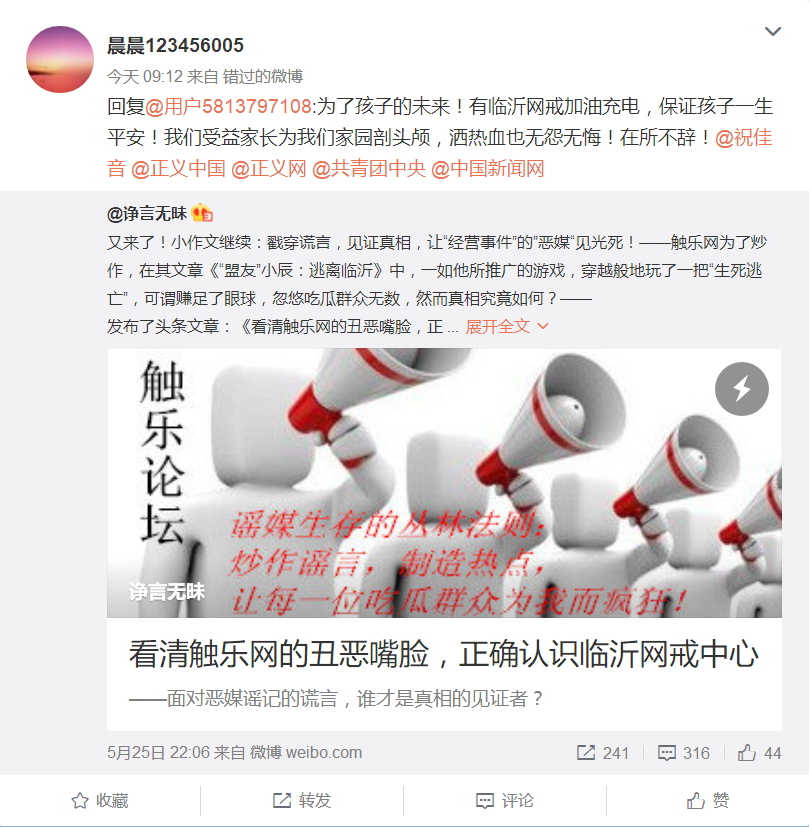 晨晨123456005
今天 09:12 来自 错过的微博
回复@用户5813797108:为了孩子的未来！有临沂网戒加油充电，保证孩子一生
平安！我们受益家长为我们家园剖头颅，洒热血也无怨无悔！在所不辞！@祝佳
音 @正义中国 @正义网 @共青团中央 @中国新闻网
@诤言无昧
又来了！小作文继续：戳穿谎言，见证真相，让“经营事件”的”恶媒“见光死！——触乐网为了炒
作，在其文章《“盟友”小辰：逃离临沂》中，一如他所推广的游戏，穿越般地玩了一把“生死逃
亡”，可谓赚足了眼球，忽悠吃瓜群众无数，然而真相究竟如何？——
发布了头条文章：《看清触乐网的丑恶嘴脸，正 ... 展开全文
触乐论坛
谣媒生存的丛林法则：
炒作谣言，制造热点，
让每一位吃瓜群众为我而疯狂！
诤言无昧
看清触乐网的丑恶嘴脸，正确认识临沂网戒中心
——面对恶媒谣记的谎言，谁才是真相的见证者？
5月25日 22:06 来自 微博 weibo.com 241 316 44
收藏 转发 评论 赞